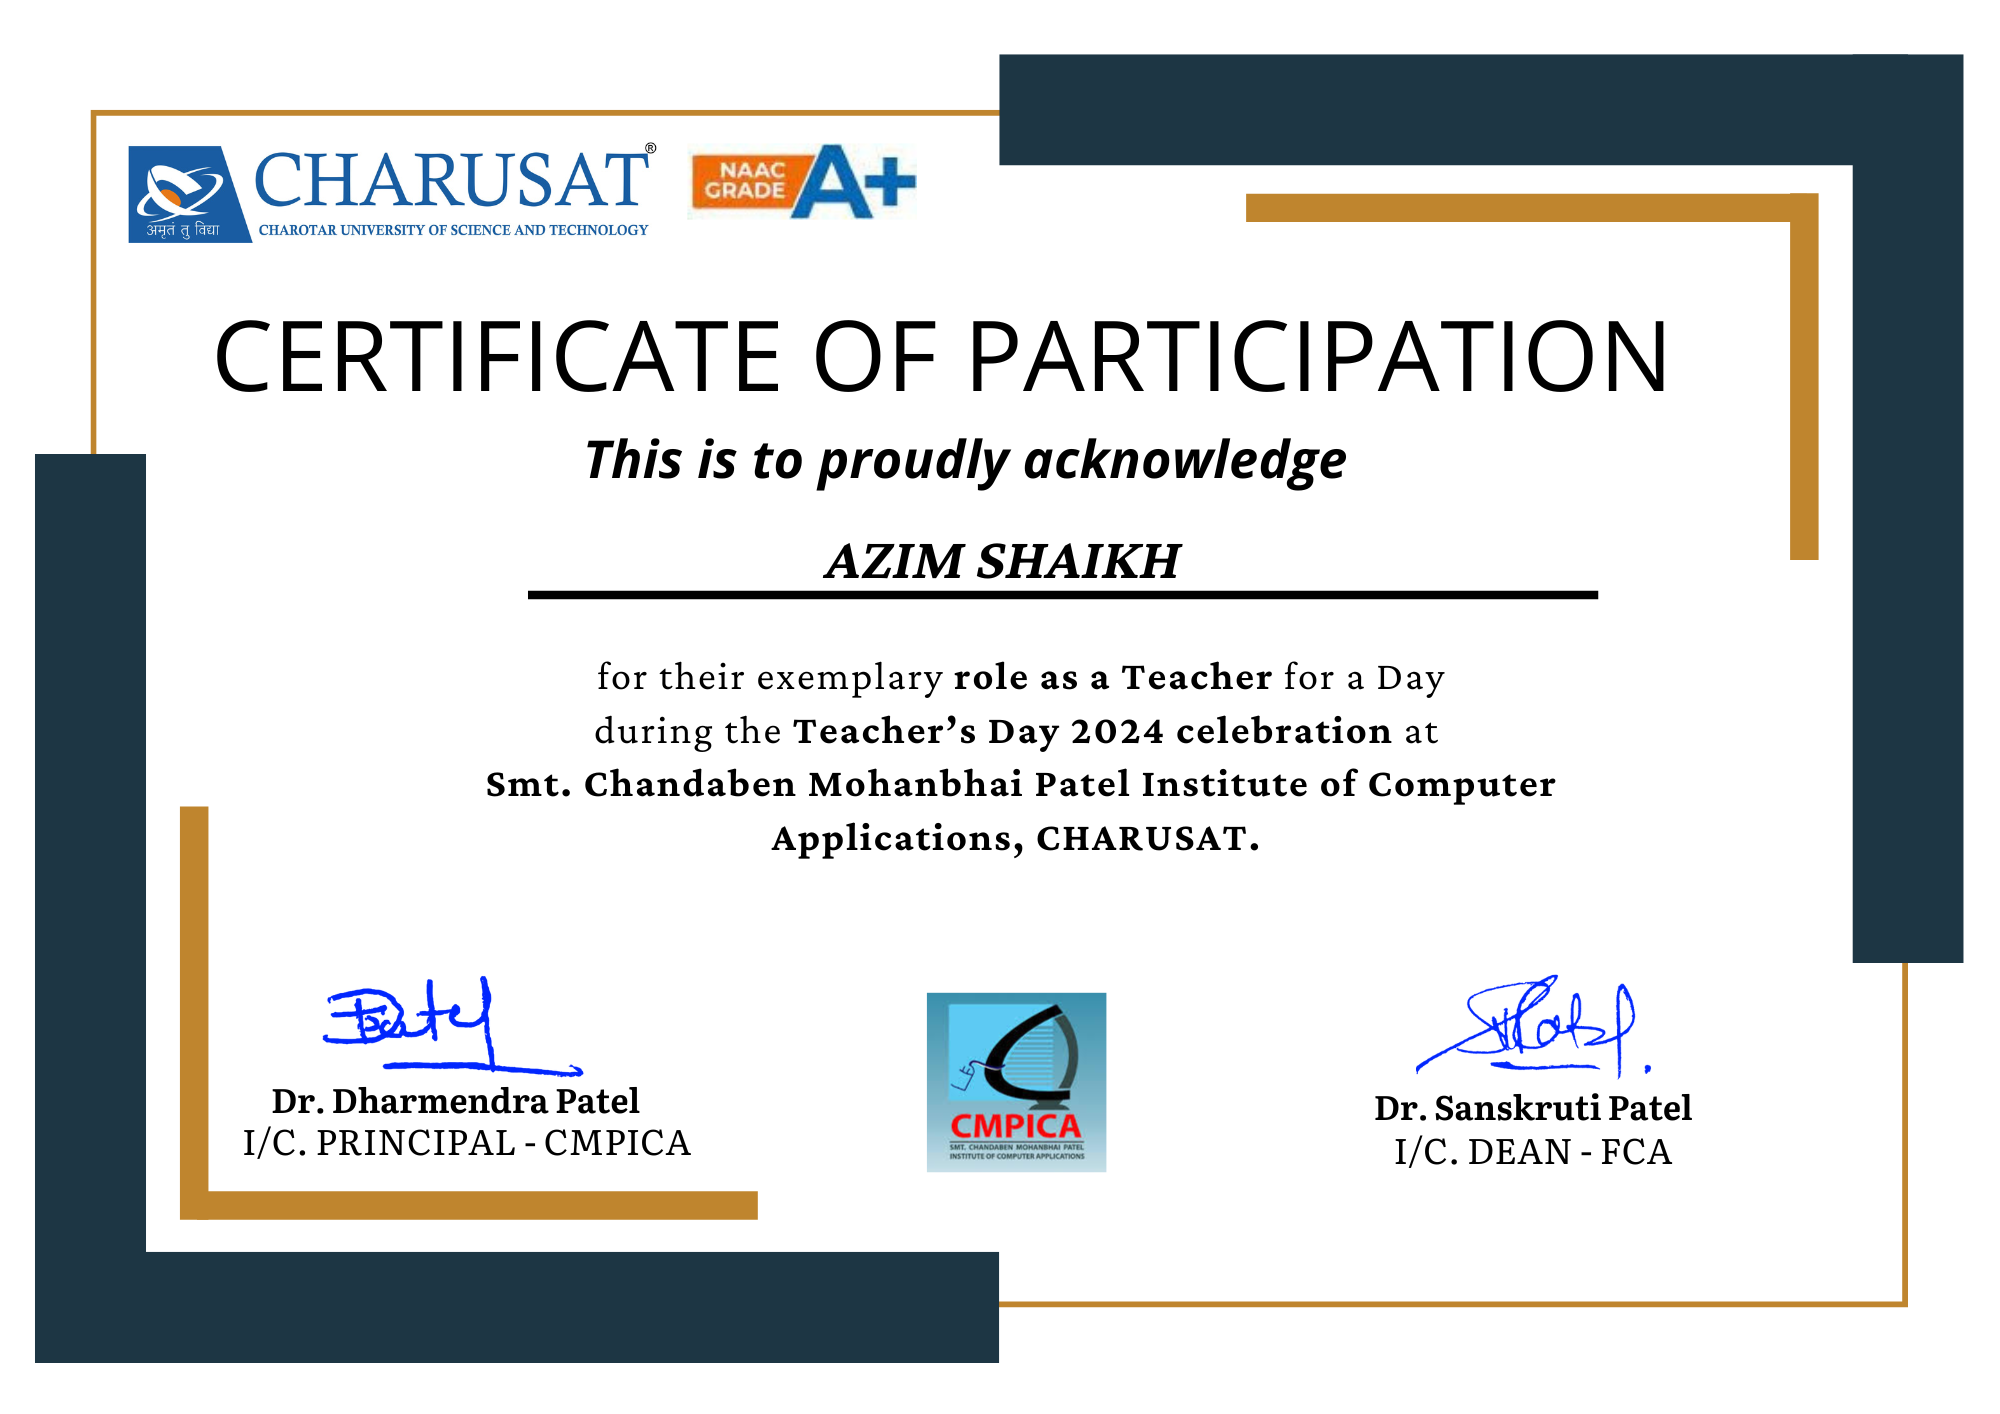 CHARUSAT®
अमृतं तु विद्या
CHAROTAR UNIVERSITY OF SCIENCE AND TECHNOLOGY
NAAC
GRADE
A+
CERTIFICATE OF PARTICIPATION
This is to proudly acknowledge
AZIM SHAIKH
for their exemplary role as a Teacher for a Day
during the Teacher’s Day 2024 celebration at
Smt. Chandaben Mohanbhai Patel Institute of Computer
Applications, CHARUSAT.
Dr. Dharmendra Patel
I/C. PRINCIPAL - CMPICA
CMPICA
SMT. CHANDABEN MOHANBHAI PATEL
INSTITUTE OF COMPUTER APPLICATIONS
Dr. Sanskruti Patel
I/C. DEAN - FCA